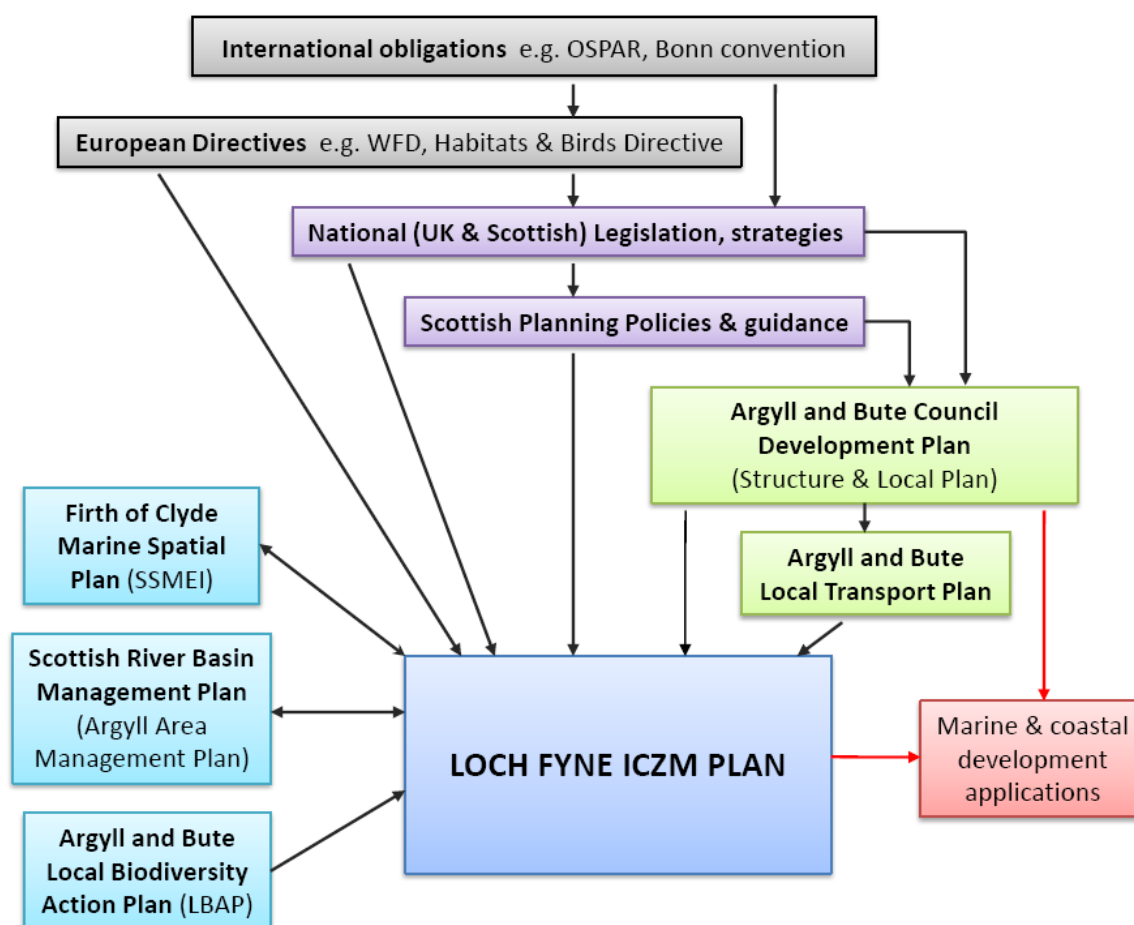 International obligations e.g. OSPAR, Bonn convention
European Directives e.g. WFD, Habitats & Birds Directive
National (UK & Scottish) Legislation, strategies
Scottish Planning Policies & guidance
Argyll and Bute Council
Development Plan
(Structure & Local Plan)
Argyll and Bute
Local Transport Plan
Firth of Clyde
Marine Spatial
Plan (SSMEI)
Scottish River Basin
Management Plan
(Argyll Area
Management Plan)
Argyll and Bute
Local Biodiversity
Action Plan (LBAP)
LOCH FYNE ICZM PLAN
Marine & coastal
development
applications